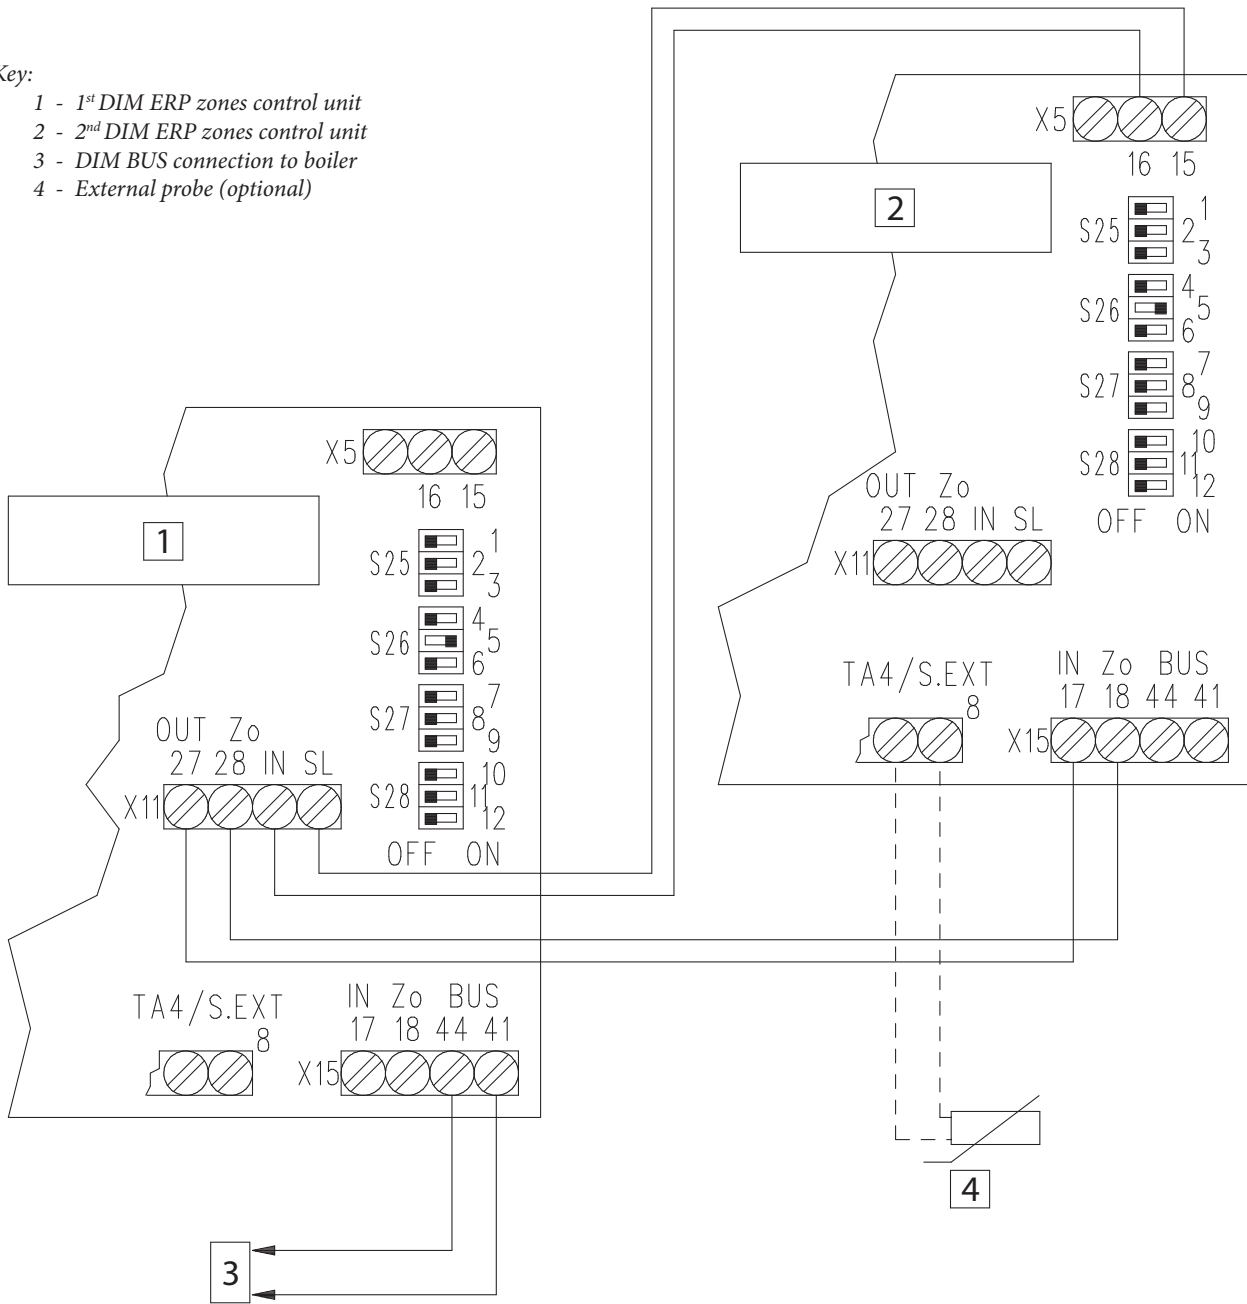 Key:
1 - 1st DIM ERP zones control unit
2 - 2nd DIM ERP zones control unit
3 - DIM BUS connection to boiler
4 - External probe (optional)
X5
16 15
2
S25
1
2
3
S26
4
5
6
S27
7
8
9
S28
10
11
12
OFF ON
OUT Zo
27 28 IN SL
X11
TA4/S.EXT
8
IN Zo BUS
17 18 44 41
X15
X5
16 15
1
S25
1
2
3
S26
4
5
6
S27
7
8
9
S28
10
11
12
OFF ON
OUT Zo
27 28 IN SL
X11
TA4/S.EXT
8
IN Zo BUS
17 18 44 41
X15
4
3